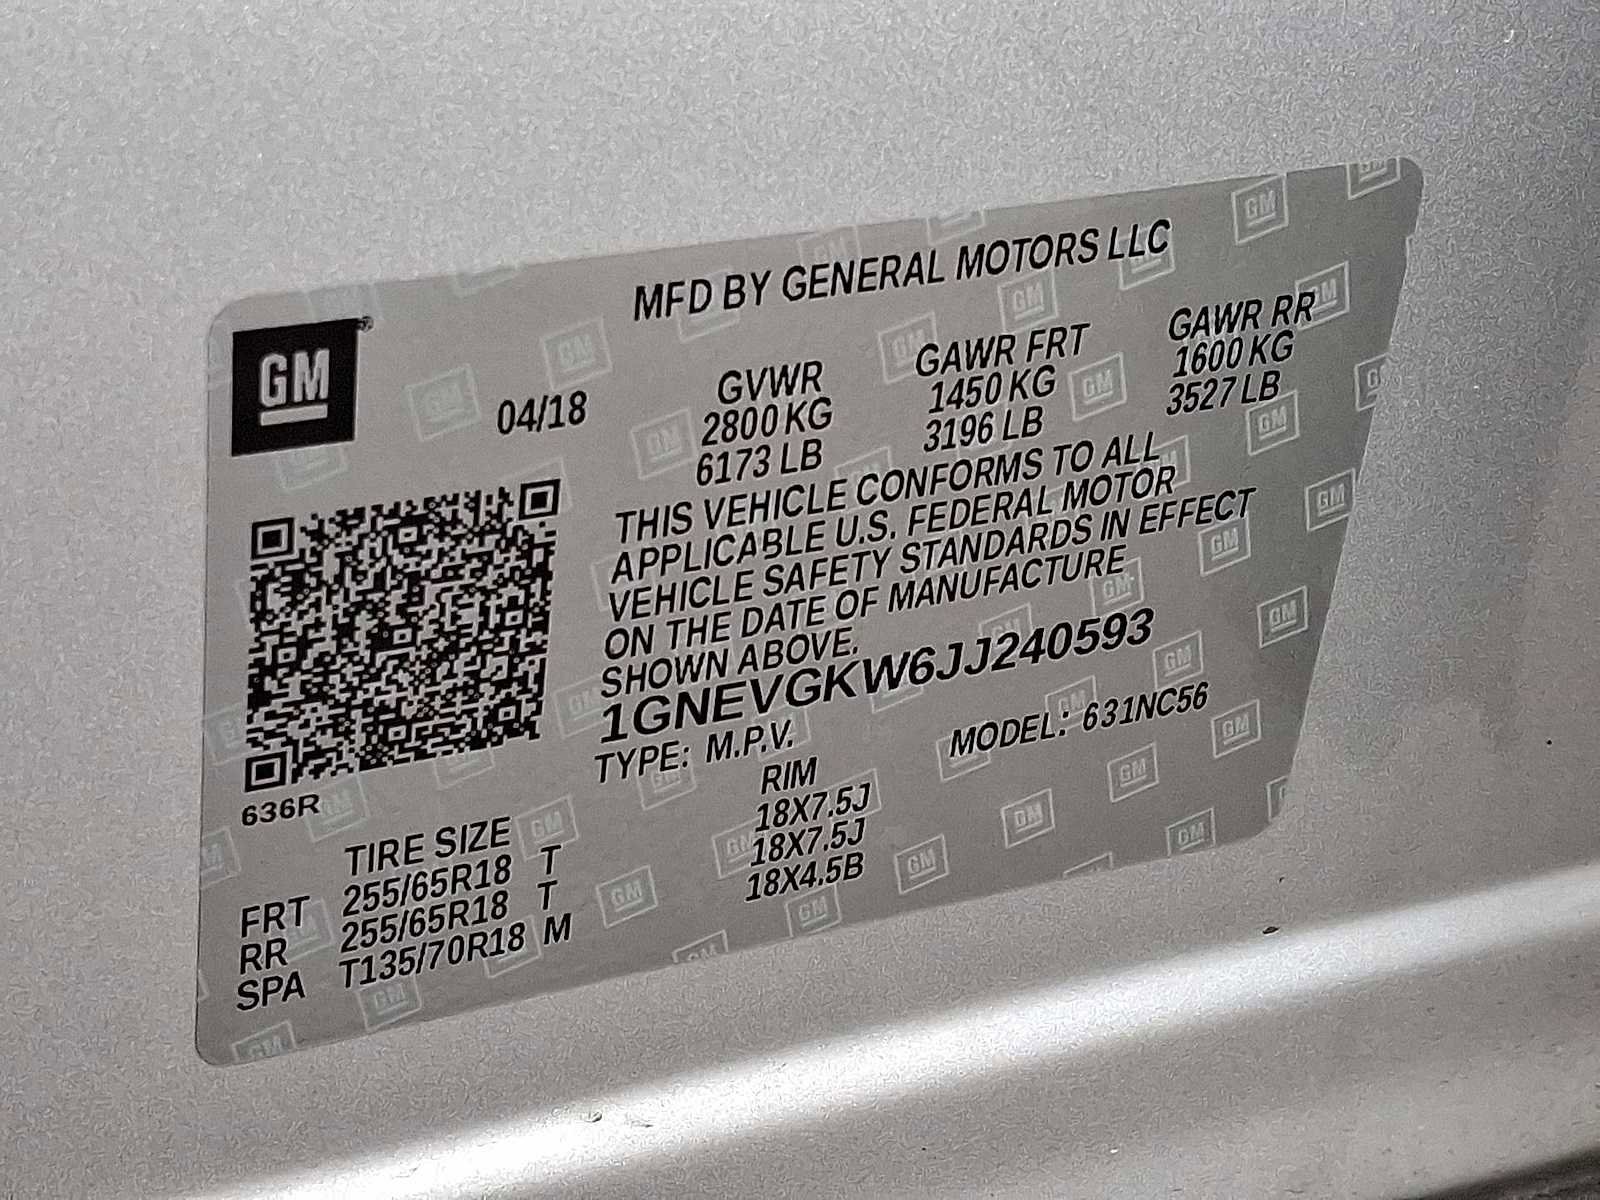 MFD BY GENERAL MOTORS LLC
GM
04/18
GVWR GAWR FRT GAWR RR
2800 KG 1450 KG 1600 KG
6173 LB 3196 LB 3527 LB
THIS VEHICLE CONFORMS TO ALL
APPLICABLE U.S. FEDERAL MOTOR
VEHICLE SAFETY STANDARDS IN EFFECT
ON THE DATE OF MANUFACTURE
SHOWN ABOVE.
1GNEVGKW6JJ240593
TYPE: M.P.V. MODEL: 631NC56
636R
TIRE SIZE RIM
FRT 255/65R18 T 18X7.5J
RR 255/65R18 T 18X7.5J
SPA T135/70R18 M 18X4.5B